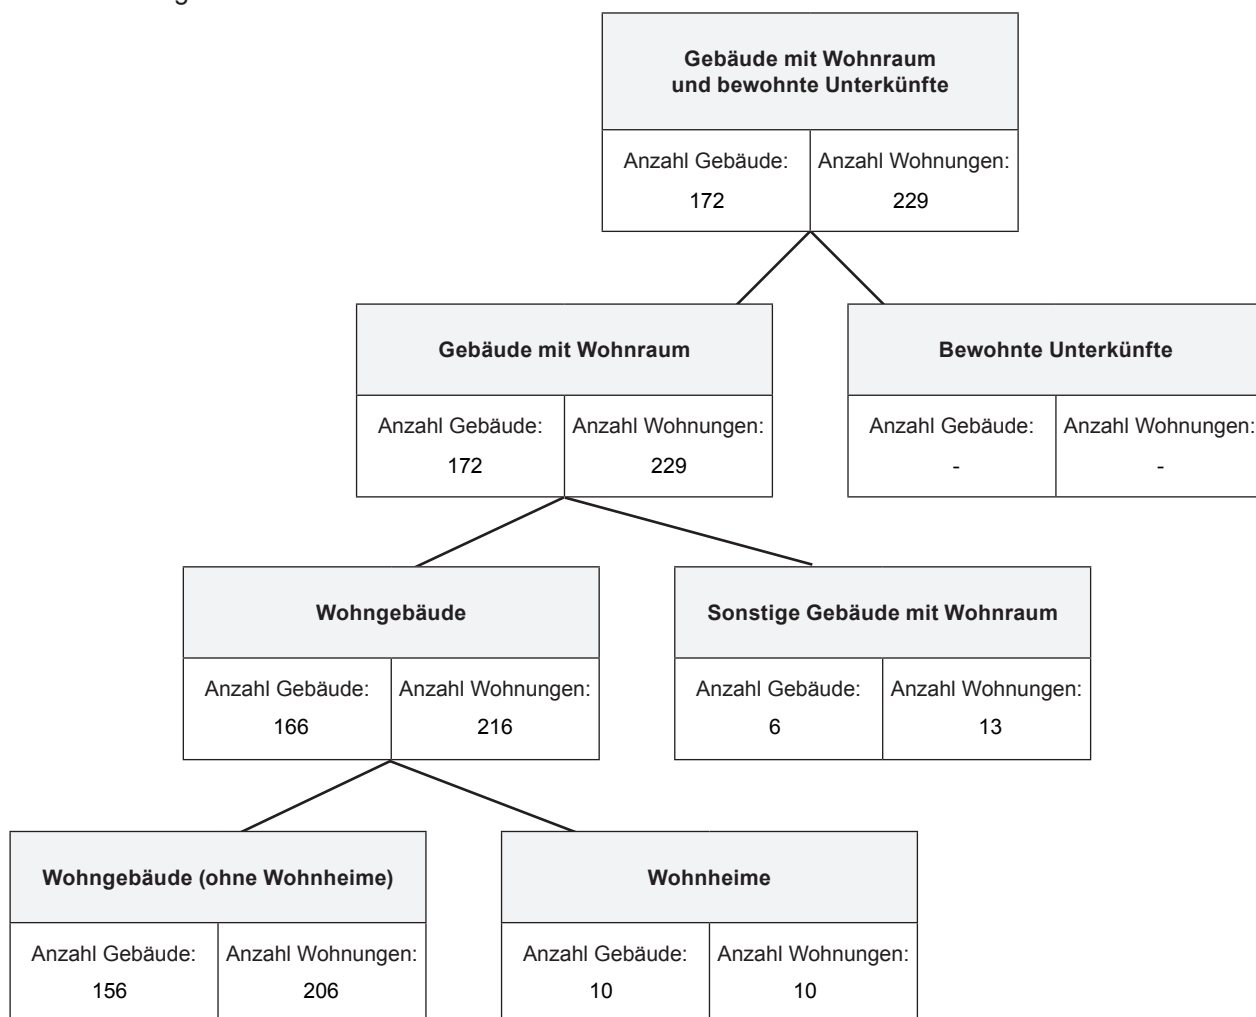 Gebäude mit Wohnraum
und bewohnte Unterkünfte
Anzahl Gebäude:
172
Anzahl Wohnungen:
229
Gebäude mit Wohnraum
Anzahl Gebäude:
172
Anzahl Wohnungen:
229
Bewohnte Unterkünfte
Anzahl Gebäude:
-
Anzahl Wohnungen:
-
Wohngebäude
Anzahl Gebäude:
166
Anzahl Wohnungen:
216
Sonstige Gebäude mit Wohnraum
Anzahl Gebäude:
6
Anzahl Wohnungen:
13
Wohngebäude (ohne Wohnheime)
Anzahl Gebäude:
156
Anzahl Wohnungen:
206
Wohnheime
Anzahl Gebäude:
10
Anzahl Wohnungen:
10